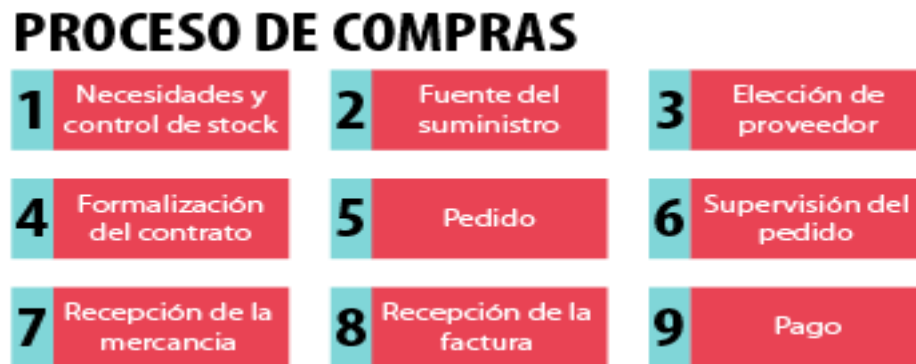 PROCESO DE COMPRAS
1 Necesidades y
control de stock
2 Fuente del
suministro
3 Elección de
proveedor
4 Formalización
del contrato
5 Pedido
6 Supervisión del
pedido
7 Recepción de la
mercancia
8 Recepción de la
factura
9 Pago